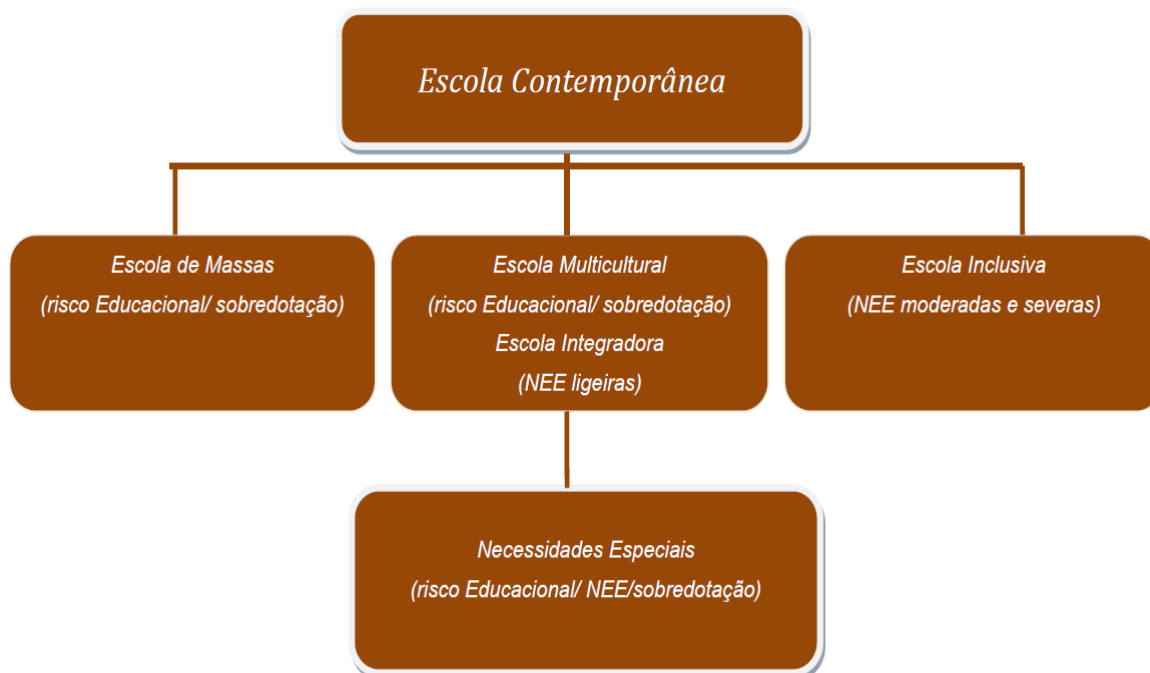 Escola Contemporânea
Escola de Massas
(risco Educacional/ sobredotação)
Escola Multicultural
(risco Educacional/ sobredotação)
Escola Integradora
(NEE ligeiras)
Escola Inclusiva
(NEE moderadas e severas)
Necessidades Especiais
(risco Educacional/ NEE/sobredotação)